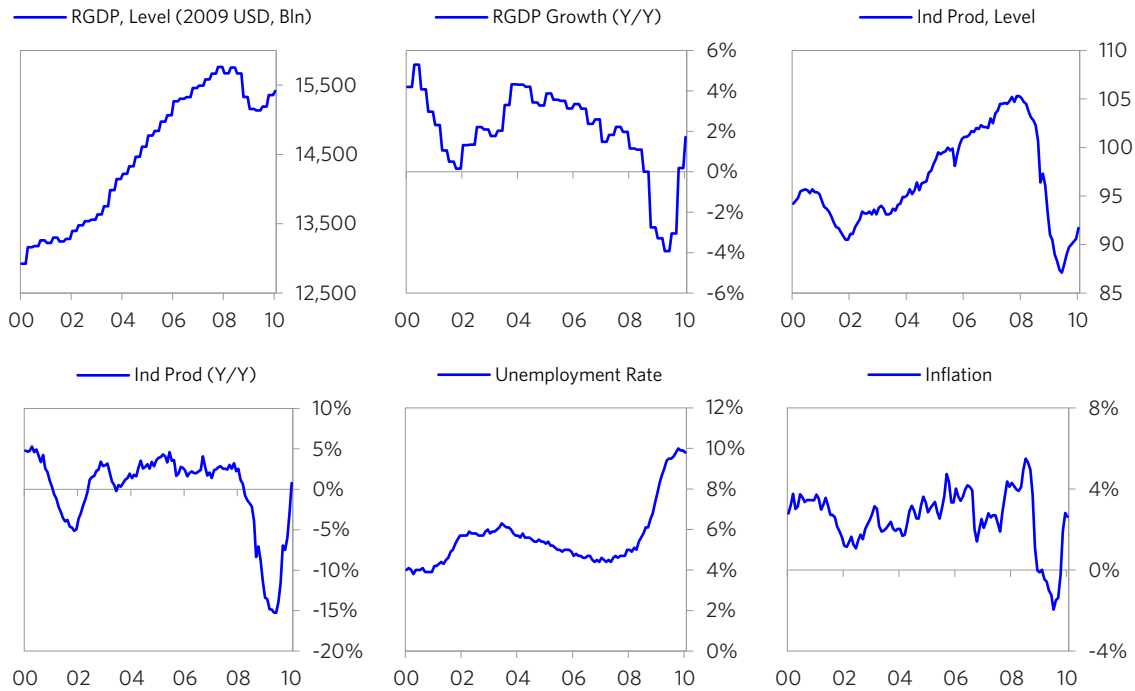 RGDP, Level (2009 USD, Bln)
15,500
14,500
13,500
12,500
00 02 04 06 08 10
RGDP Growth (Y/Y)
6%
4%
2%
0%
-2%
-4%
-6%
00 02 04 06 08 10
Ind Prod, Level
110
105
100
95
90
85
00 02 04 06 08 10
Ind Prod (Y/Y)
10%
5%
0%
-5%
-10%
-15%
-20%
00 02 04 06 08 10
Unemployment Rate
12%
10%
8%
6%
4%
2%
0%
00 02 04 06 08 10
Inflation
8%
4%
0%
-4%
00 02 04 06 08 10